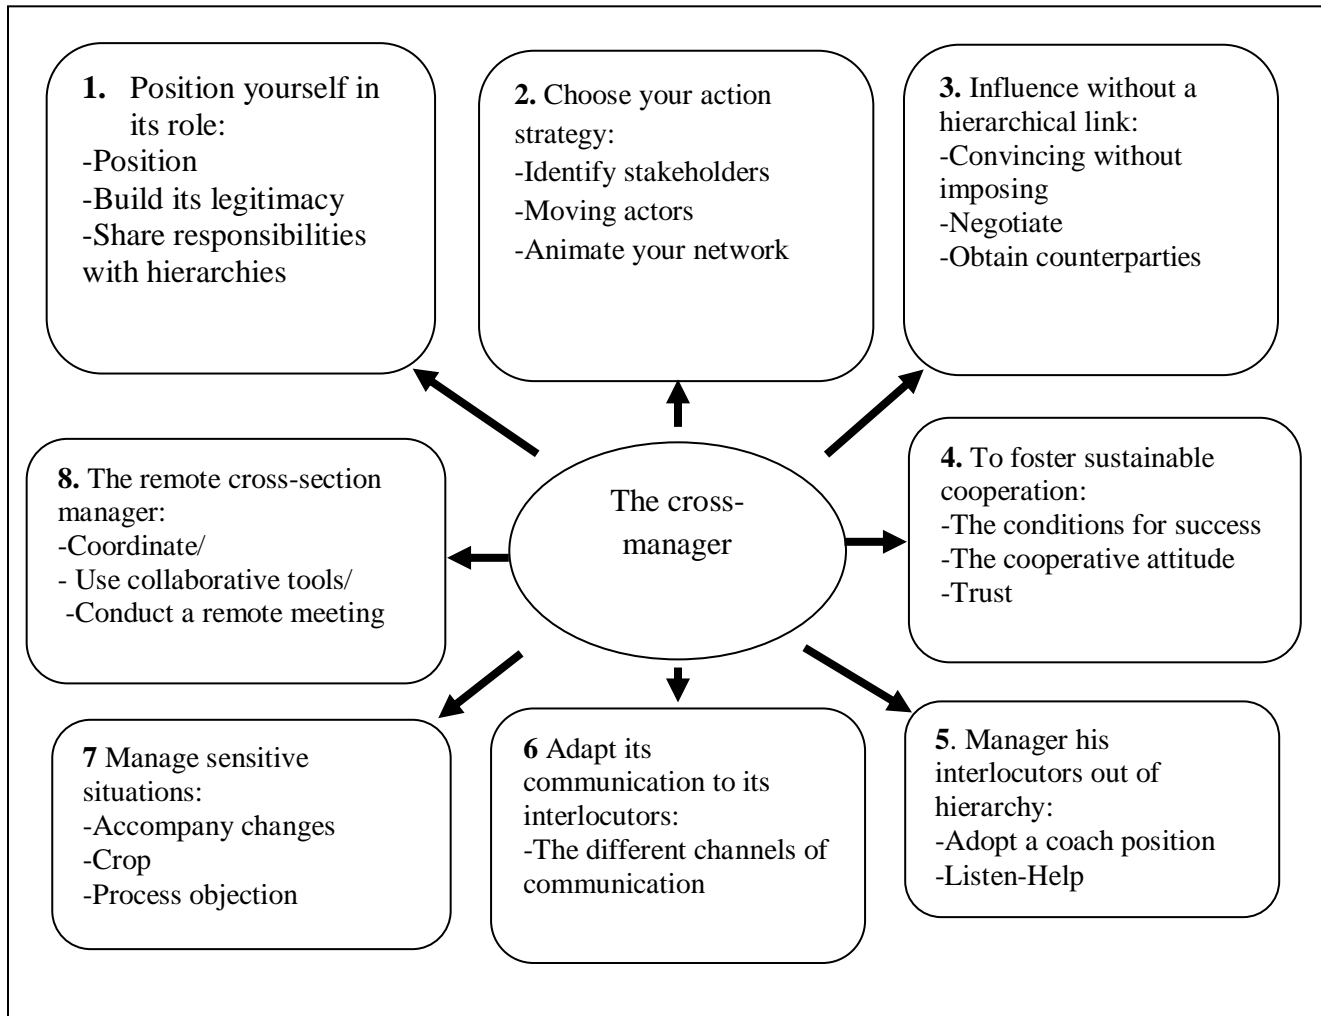 1. Position yourself in
its role:
-Position
-Build its legitimacy
-Share responsibilities
with hierarchies
2. Choose your action
strategy:
-Identify stakeholders
-Moving actors
-Animate your network
3. Influence without a
hierarchical link:
-Convincing without
imposing
-Negotiate
-Obtain counterparties
The cross-
manager
4. To foster sustainable
cooperation:
-The conditions for success
-The cooperative attitude
-Trust
5. Manager his
interlocutors out of
hierarchy:
-Adopt a coach position
-Listen-Help
6 Adapt its
communication to its
interlocutors:
-The different channels of
communication
7 Manage sensitive
situations:
-Accompany changes
-Crop
-Process objection
8. The remote cross-section
manager:
-Coordinate/
- Use collaborative tools/
-Conduct a remote meeting